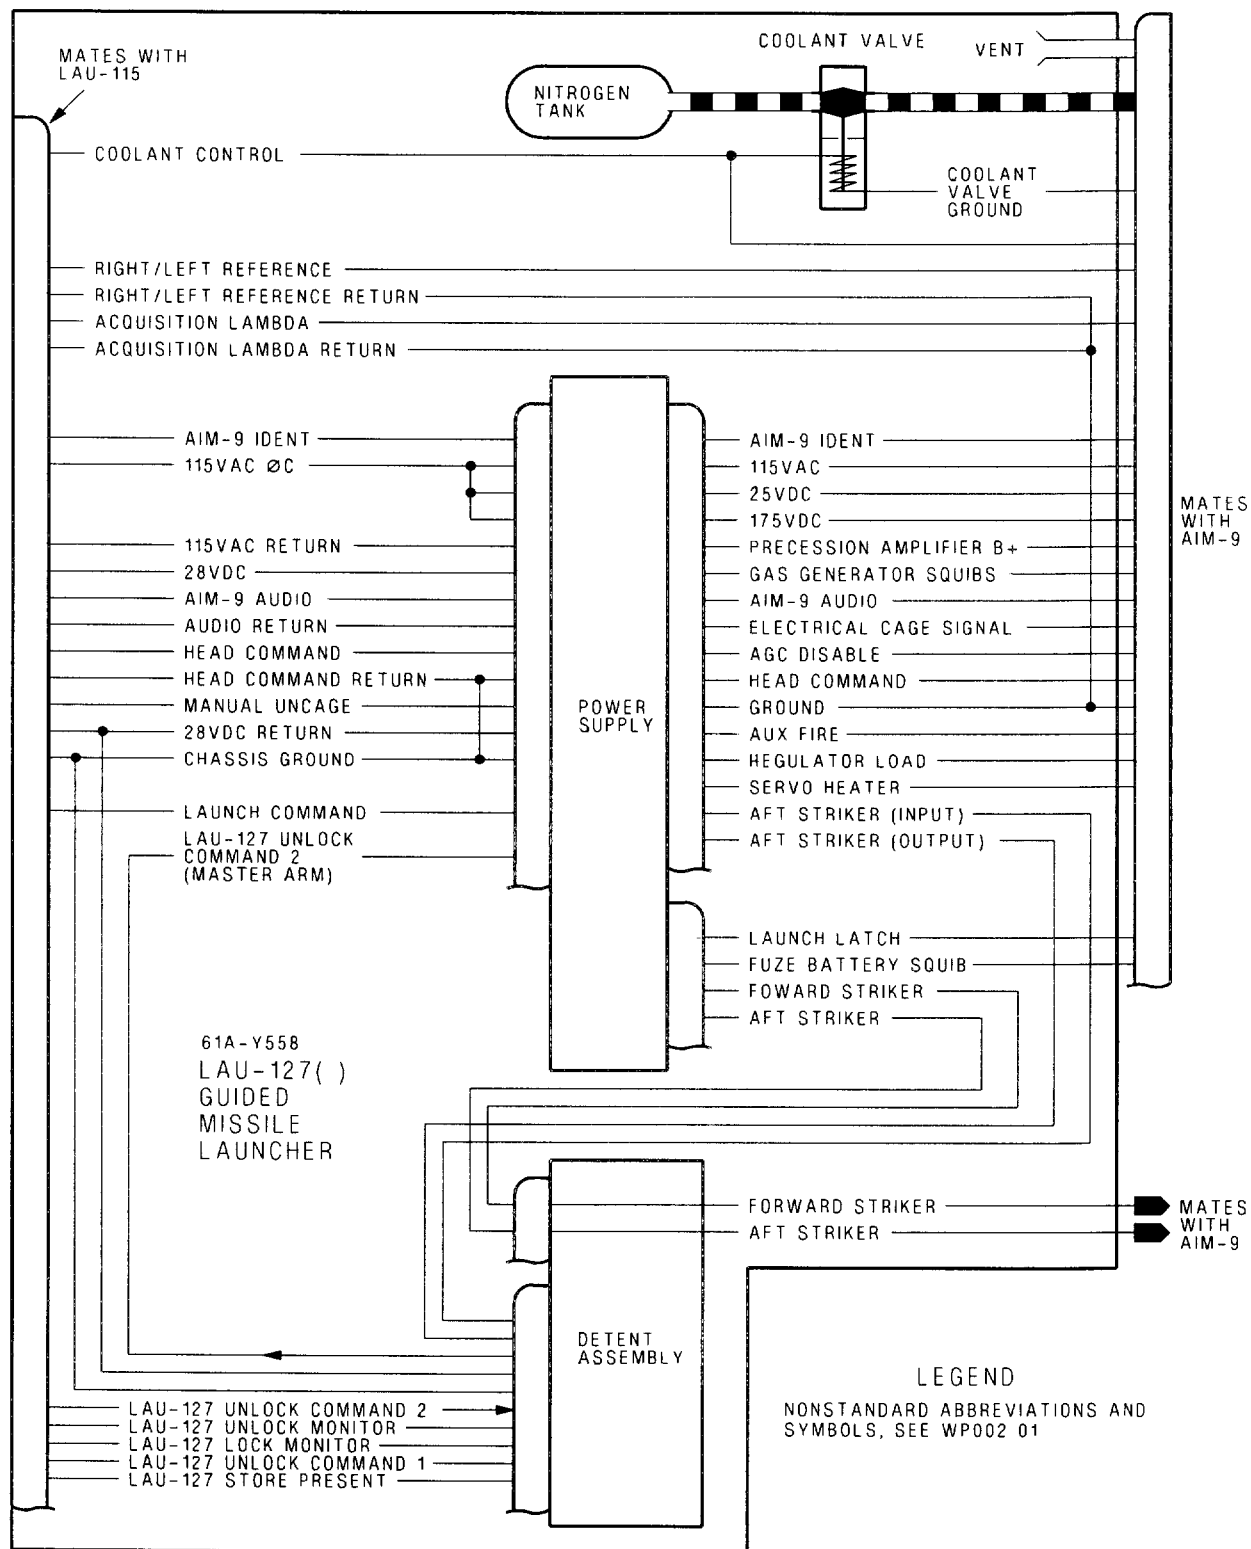 MATES WITH
LAU-115
COOLANT VALVE
VENT
NITROGEN
TANK
COOLANT CONTROL
COOLANT
VALVE
GROUND
RIGHT/LEFT REFERENCE
RIGHT/LEFT REFERENCE RETURN
ACQUISITION LAMBDA
ACQUISITION LAMBDA RETURN
AIM-9 IDENT
115VAC ØC
115VAC RETURN
28VDC
AIM-9 AUDIO
AUDIO RETURN
HEAD COMMAND
HEAD COMMAND RETURN
MANUAL UNCAGE
28VDC RETURN
CHASSIS GROUND
LAUNCH COMMAND
LAU-127 UNLOCK
COMMAND 2
(MASTER ARM)
POWER
SUPPLY
AIM-9 IDENT
115VAC
25VDC
175VDC
PRECESSION AMPLIFIER B+
GAS GENERATOR SQUIBS
AIM-9 AUDIO
ELECTRICAL CAGE SIGNAL
AGC DISABLE
HEAD COMMAND
GROUND
AUX FIRE
HEGULATOR LOAD
SERVO HEATER
AFT STRIKER (INPUT)
AFT STRIKER (OUTPUT)
LAUNCH LATCH
FUZE BATTERY SQUIB
FOWARD STRIKER
AFT STRIKER
MATES
WITH
AIM-9
61A-Y558
LAU-127( )
GUIDED
MISSILE
LAUNCHER
FORWARD STRIKER
AFT STRIKER
MATES
WITH
AIM-9
DETENT
ASSEMBLY
LAU-127 UNLOCK COMMAND 2
LAU-127 UNLOCK MONITOR
LAU-127 LOCK MONITOR
LAU-127 UNLOCK COMMAND 1
LAU-127 STORE PRESENT
LEGEND
NONSTANDARD ABBREVIATIONS AND
SYMBOLS, SEE WP002 01